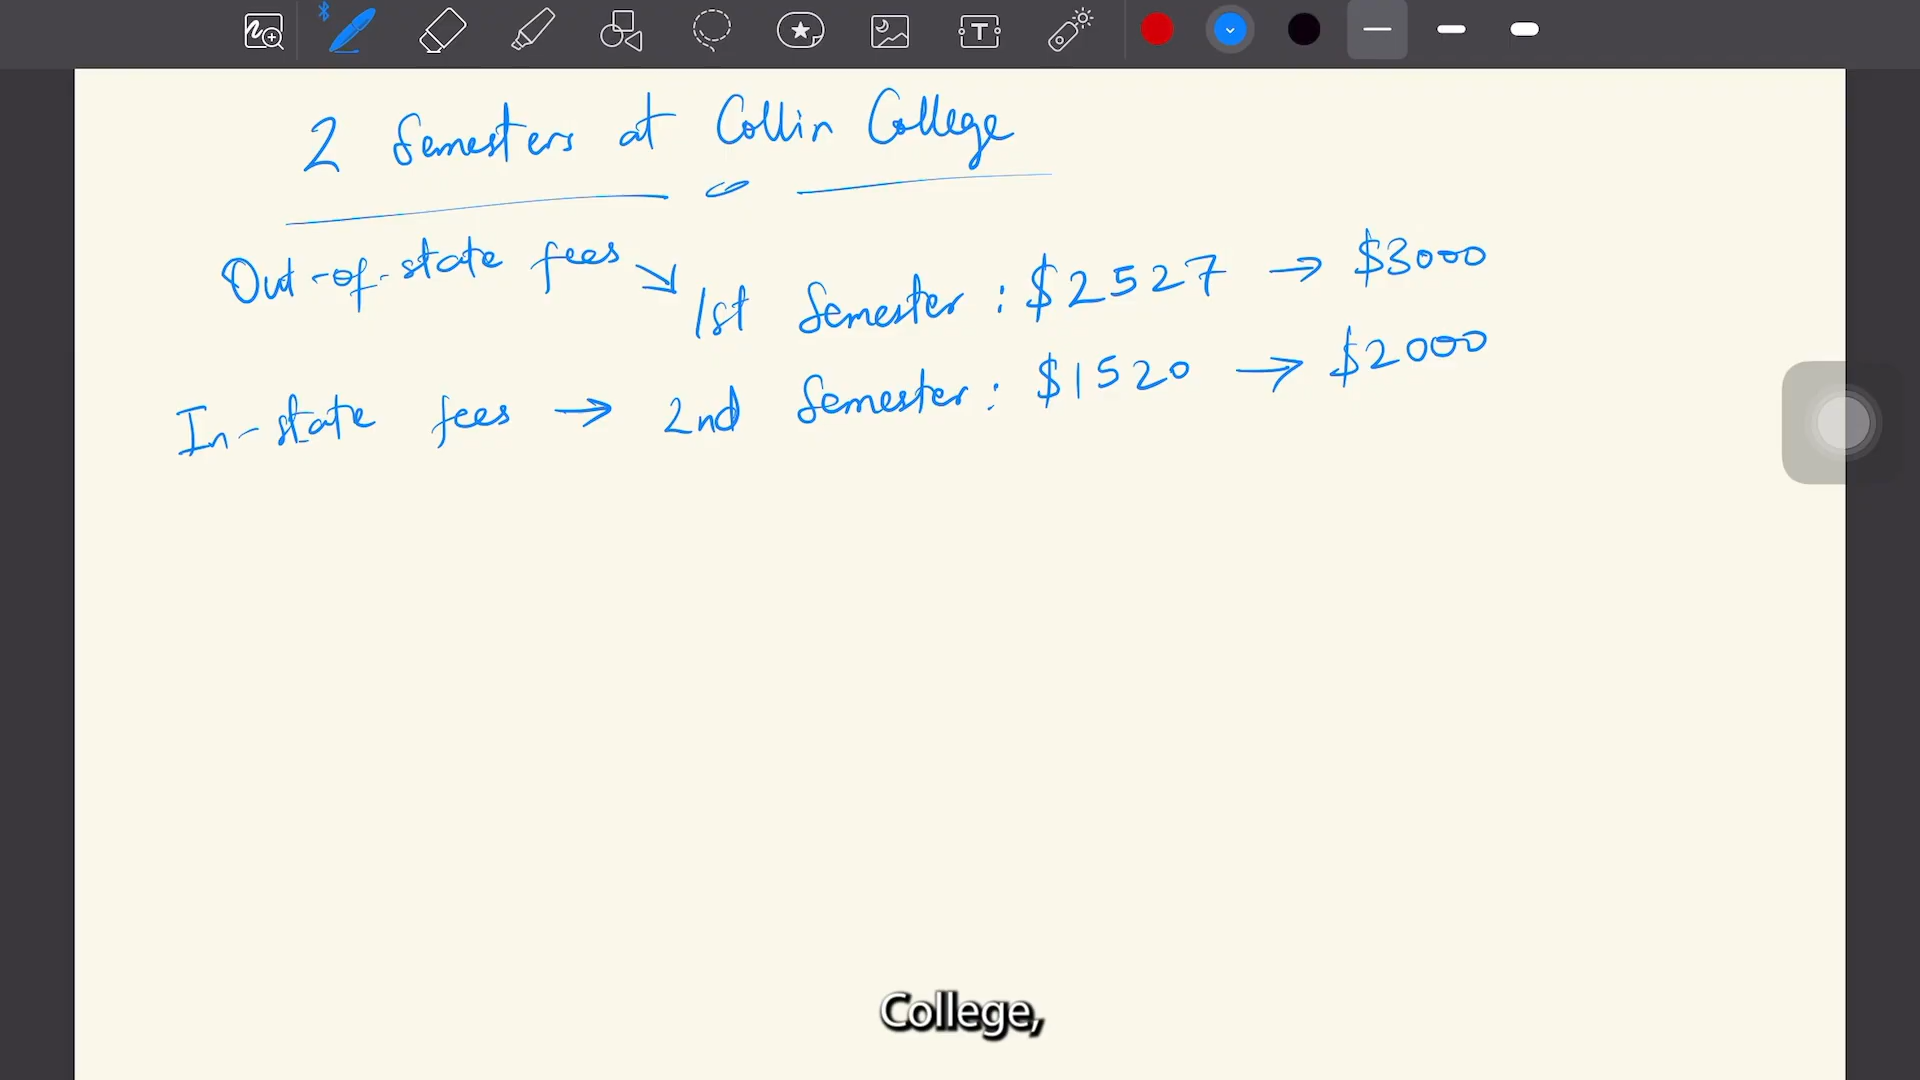 2 Semesters at Collin College
Out-of-state fees ↘ 1st Semester : $2527 → $3000
In-state fees → 2nd Semester : $1520 → $2000
College,